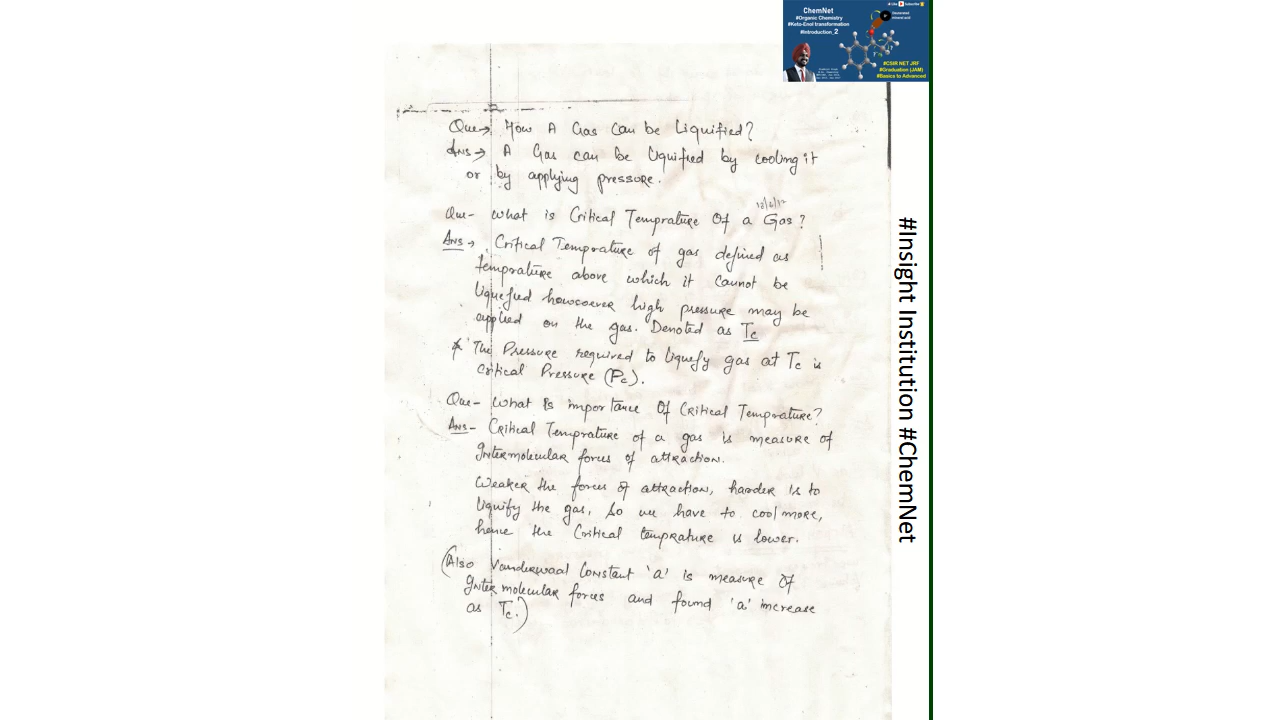 Like Subscribe
ChemNet
#Organic Chemistry
#Keto-Enol transformation
#Introduction_2
#CSIR NET JRF
#Graduation (JAM)
#Basics to Advanced
Que→ How A Gas Can be Liquified?
Ans→ A Gas can be liquified by cooling it
or by applying pressure.
12/6/17
Que- what is Critical Temprature Of a Gas?
Ans→ Critical Temprature of gas defined as
temprature above which it cannot be
liquefied howsoever high pressure may be
applied on the gas. Denoted as Tc
* The Pressure required to liquefy gas at Tc is
critical Pressure (Pc).
Que- what Is importance Of Critical Temprature?
Ans- Critical Temprature of a gas is measure of
Intermolecular forces of attraction.
Weaker the forces of attraction, harder is to
liquify the gas, so we have to cool more,
hence the Critical temprature is lower.
(Also Vanderwaal Constant 'a' is measure Of
Intermolecular forces and found 'a' increase
as Tc.)
#Insight Institution #ChemNet